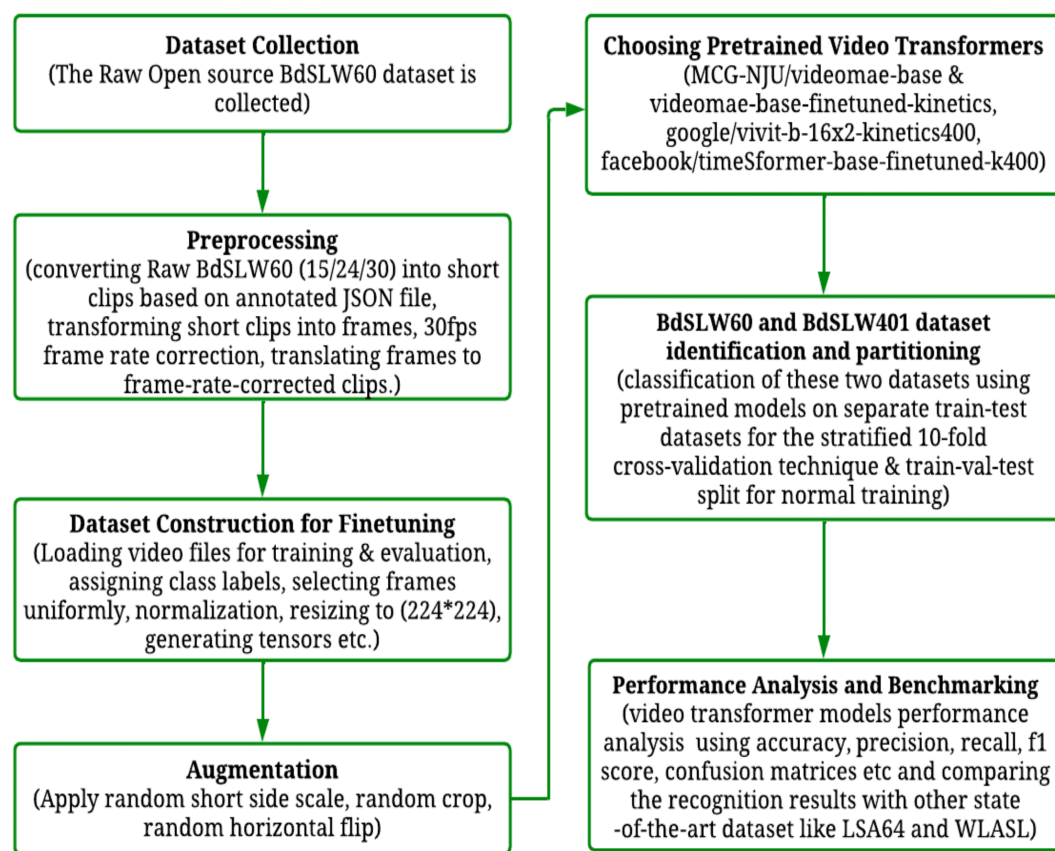 Dataset Collection
(The Raw Open source BdSLW60 dataset is
collected)
Preprocessing
(converting Raw BdSLW60 (15/24/30) into short
clips based on annotated JSON file,
transforming short clips into frames, 30fps
frame rate correction, translating frames to
frame-rate-corrected clips.)
Dataset Construction for Finetuning
(Loading video files for training & evaluation,
assigning class labels, selecting frames
uniformly, normalization, resizing to (224*224),
generating tensors etc.)
Augmentation
(Apply random short side scale, random crop,
random horizontal flip)
Choosing Pretrained Video Transformers
(MCG-NJU/videomae-base &
videomae-base-finetuned-kinetics,
google/vivit-b-16x2-kinetics400,
facebook/timeSformer-base-finetuned-k400)
BdSLW60 and BdSLW401 dataset
identification and partitioning
(classification of these two datasets using
pretrained models on separate train-test
datasets for the stratified 10-fold
cross-validation technique & train-val-test
split for normal training)
Performance Analysis and Benchmarking
(video transformer models performance
analysis using accuracy, precision, recall, f1
score, confusion matrices etc and comparing
the recognition results with other state
-of-the-art dataset like LSA64 and WLASL)